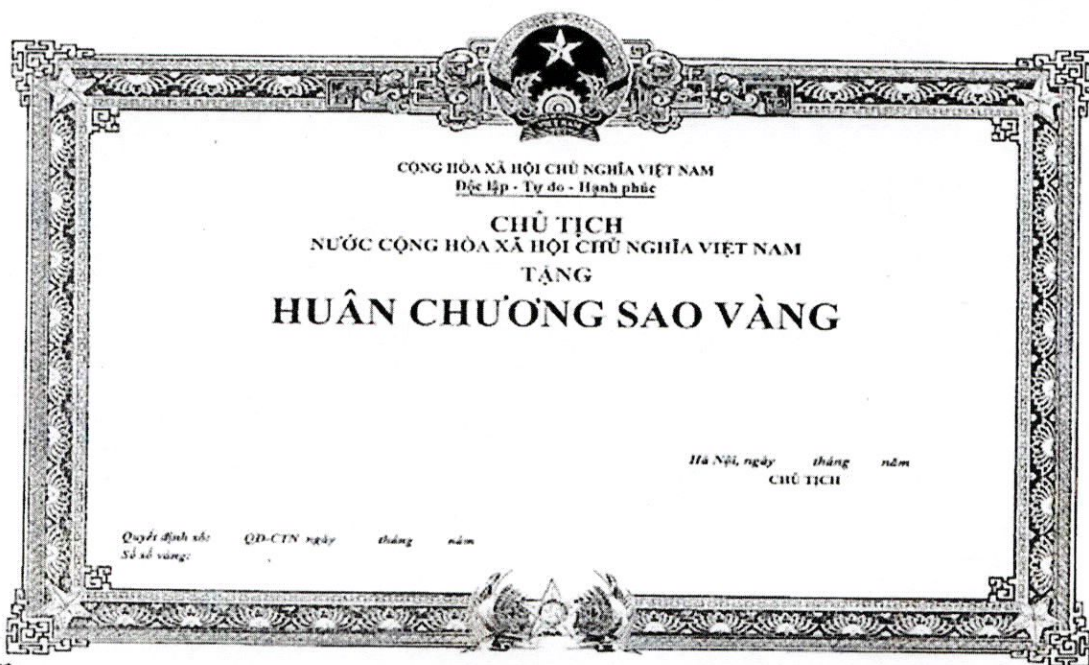 CỘNG HÒA XÃ HỘI CHỦ NGHĨA VIỆT NAM
Độc lập - Tự do - Hạnh phúc
CHỦ TỊCH
NƯỚC CỘNG HÒA XÃ HỘI CHỦ NGHĨA VIỆT NAM
TẶNG
HUÂN CHƯƠNG SAO VÀNG
Hà Nội, ngày tháng năm
CHỦ TỊCH
Quyết định số: QĐ-CTN ngày tháng năm
Số sổ vàng: